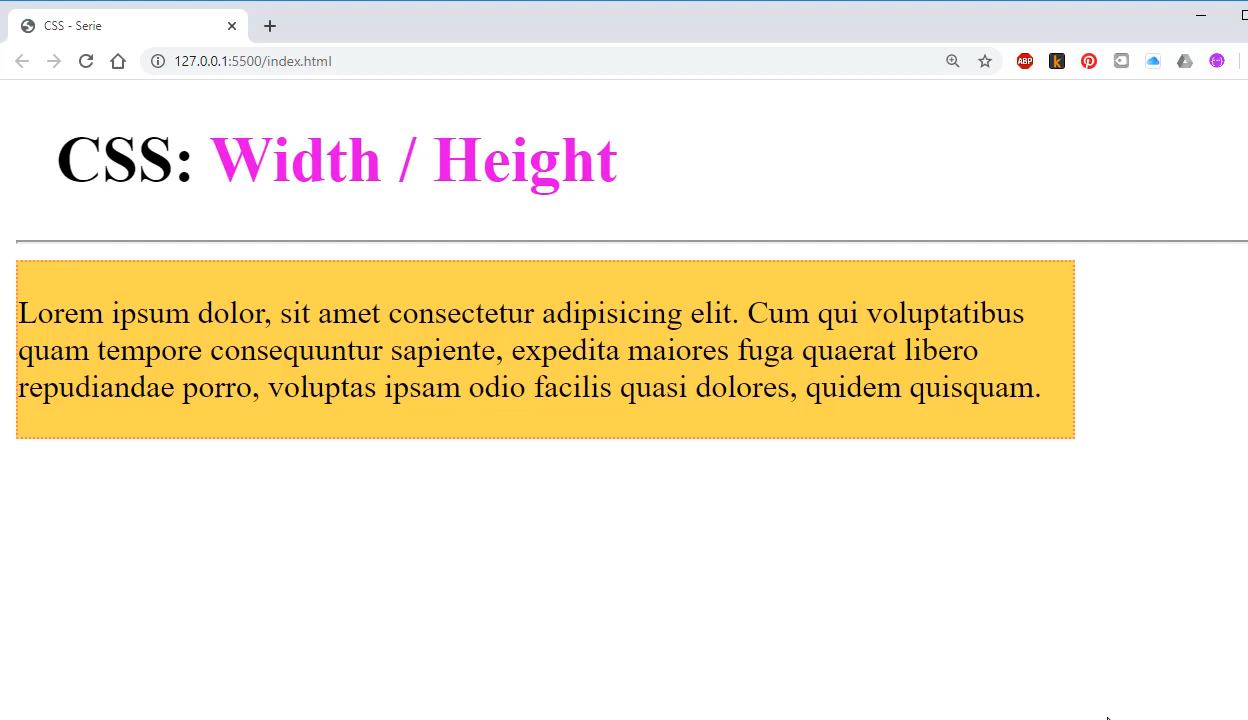 CSS - Serie
127.0.0.1:5500/index.html
ABP
k
CSS: Width / Height
Lorem ipsum dolor, sit amet consectetur adipisicing elit. Cum qui voluptatibus
quam tempore consequuntur sapiente, expedita maiores fuga quaerat libero
repudiandae porro, voluptas ipsam odio facilis quasi dolores, quidem quisquam.